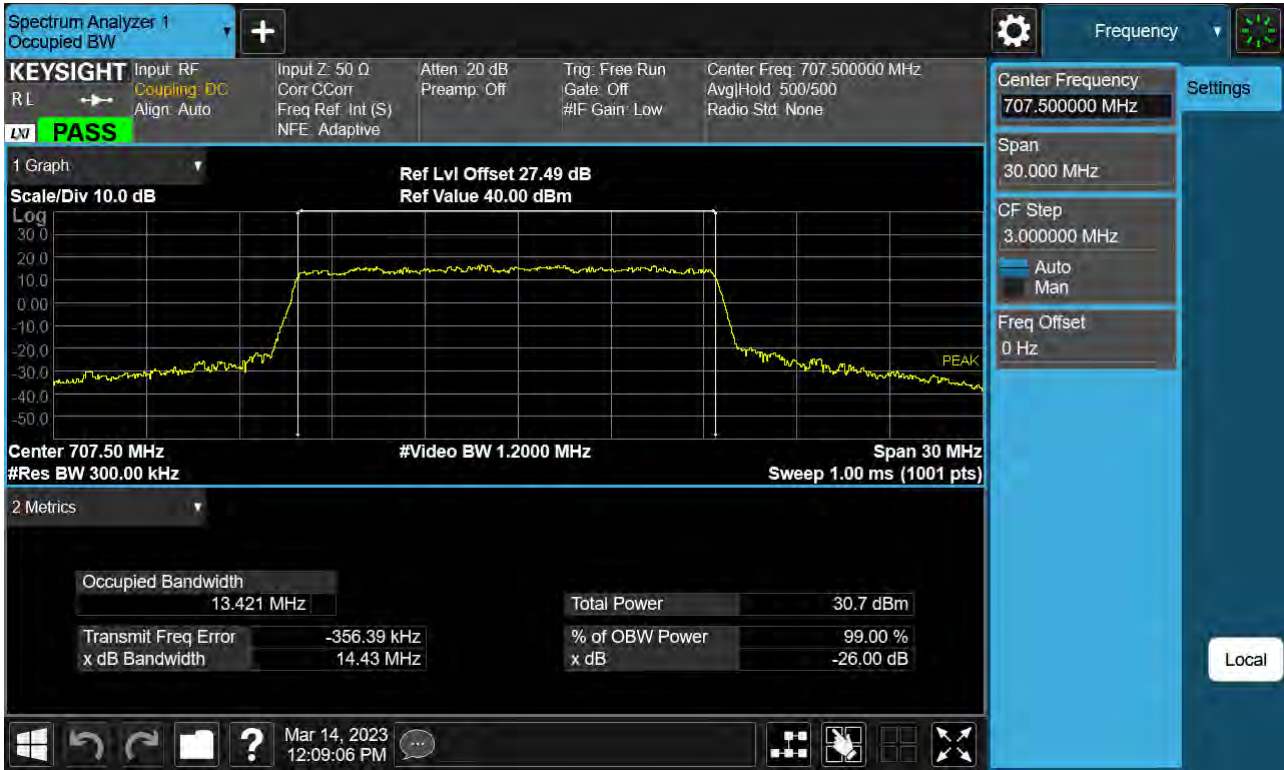 Spectrum Analyzer 1
Occupied BW
Frequency
KEYSIGHT
RL
LXI
PASS
Input: RF
Coupling: DC
Align: Auto
Input Z: 50 Ω
Corr CCorr
Freq Ref: Int (S)
NFE: Adaptive
Atten: 20 dB
Preamp: Off
Trig: Free Run
Gate: Off
#IF Gain: Low
Center Freq: 707.500000 MHz
Avg|Hold: 500/500
Radio Std: None
Center Frequency
707.500000 MHz
Settings
Span
30.000 MHz
CF Step
3.000000 MHz
Auto
Man
Freq Offset
0 Hz
Local
1 Graph
Ref Lvl Offset 27.49 dB
Scale/Div 10.0 dB
Ref Value 40.00 dBm
Log
30.0
20.0
10.0
0.00
-10.0
-20.0
-30.0
-40.0
-50.0
PEAK
Center 707.50 MHz
#Video BW 1.2000 MHz
Span 30 MHz
#Res BW 300.00 kHz
Sweep 1.00 ms (1001 pts)
2 Metrics
Occupied Bandwidth
13.421 MHz
Total Power 30.7 dBm
Transmit Freq Error -356.39 kHz
% of OBW Power 99.00 %
x dB Bandwidth 14.43 MHz
x dB -26.00 dB
?
Mar 14, 2023
12:09:06 PM